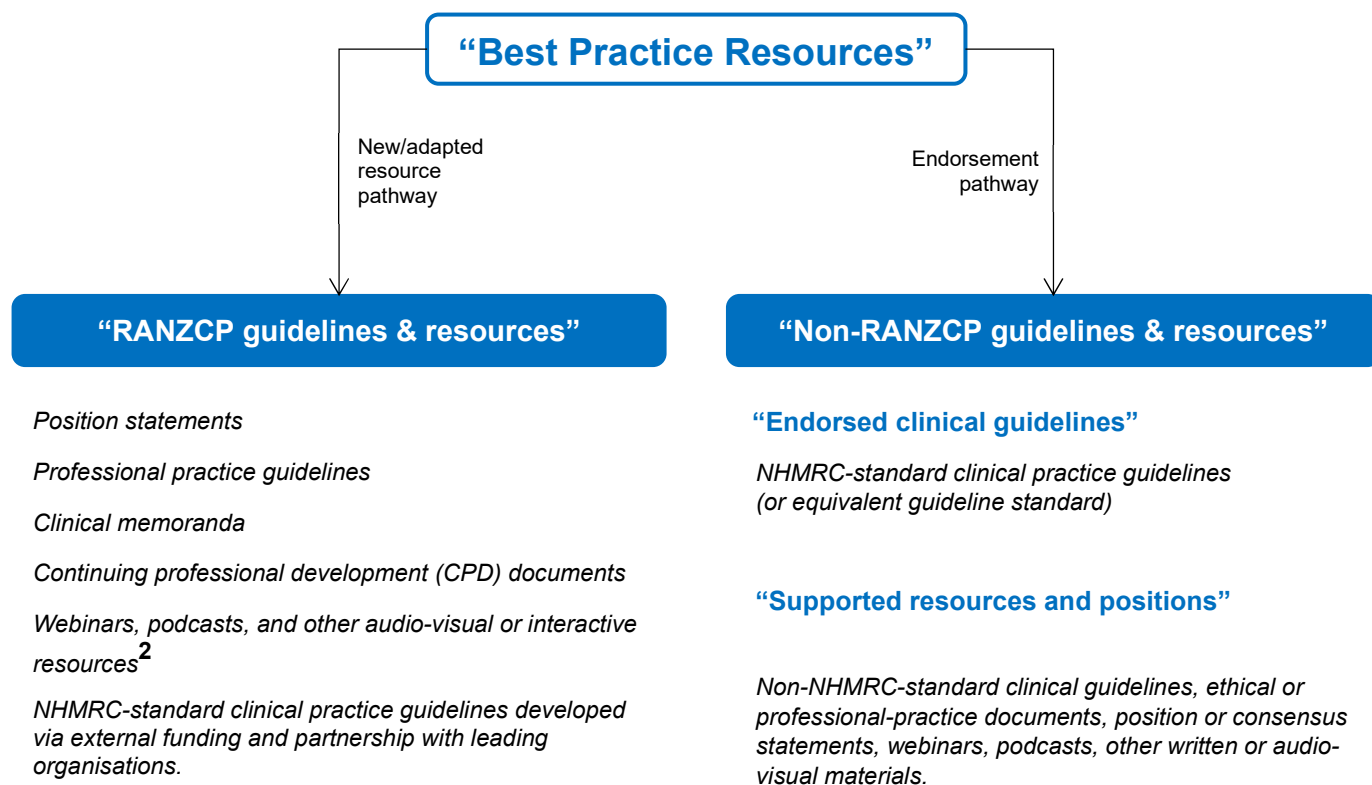 “Best Practice Resources”
New/adapted
resource
pathway
Endorsement
pathway
“RANZCP guidelines & resources”
Position statements
Professional practice guidelines
Clinical memoranda
Continuing professional development (CPD) documents
Webinars, podcasts, and other audio-visual or interactive
resources2
NHMRC-standard clinical practice guidelines developed
via external funding and partnership with leading
organisations.
“Non-RANZCP guidelines & resources”
“Endorsed clinical guidelines”
NHMRC-standard clinical practice guidelines
(or equivalent guideline standard)
“Supported resources and positions”
Non-NHMRC-standard clinical guidelines, ethical or
professional-practice documents, position or consensus
statements, webinars, podcasts, other written or audio-
visual materials.